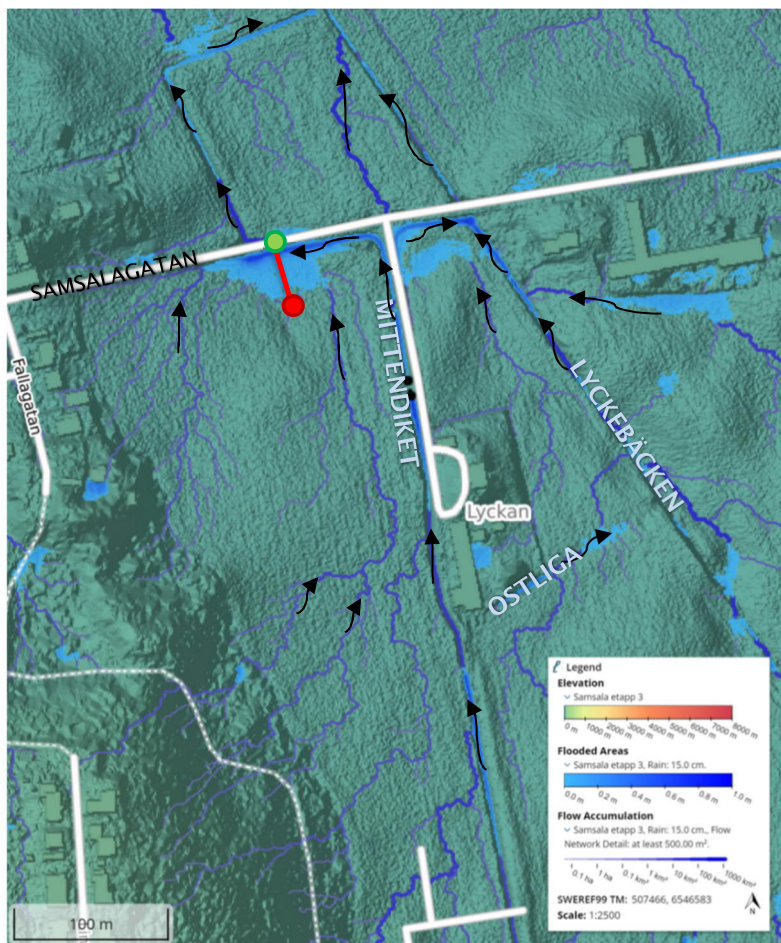 SAMSALAGATAN
MITTENDIKET
Fallagatan
LYCKEBÄCKEN
Lyckan
OSTLIGA
Legend
Elevation
Samsala etapp 3
0 m 1000 m 2000 m 3000 m 4000 m 5000 m 6000 m 7000 m 8000 m
Flooded Areas
Samsala etapp 3, Rain: 15.0 cm.
0.0 m 0.2 m 0.4 m 0.6 m 0.8 m 1.0 m
Flow Accumulation
Samsala etapp 3, Rain: 15.0 cm., Flow
Network Detail: at least 500.00 m².
0.1 ha 1 ha 0.1 km² 1 km² 10 km² 100 km² 1000 km²
SWEREF99 TM: 507466, 6546583
Scale: 1:2500
N
100 m